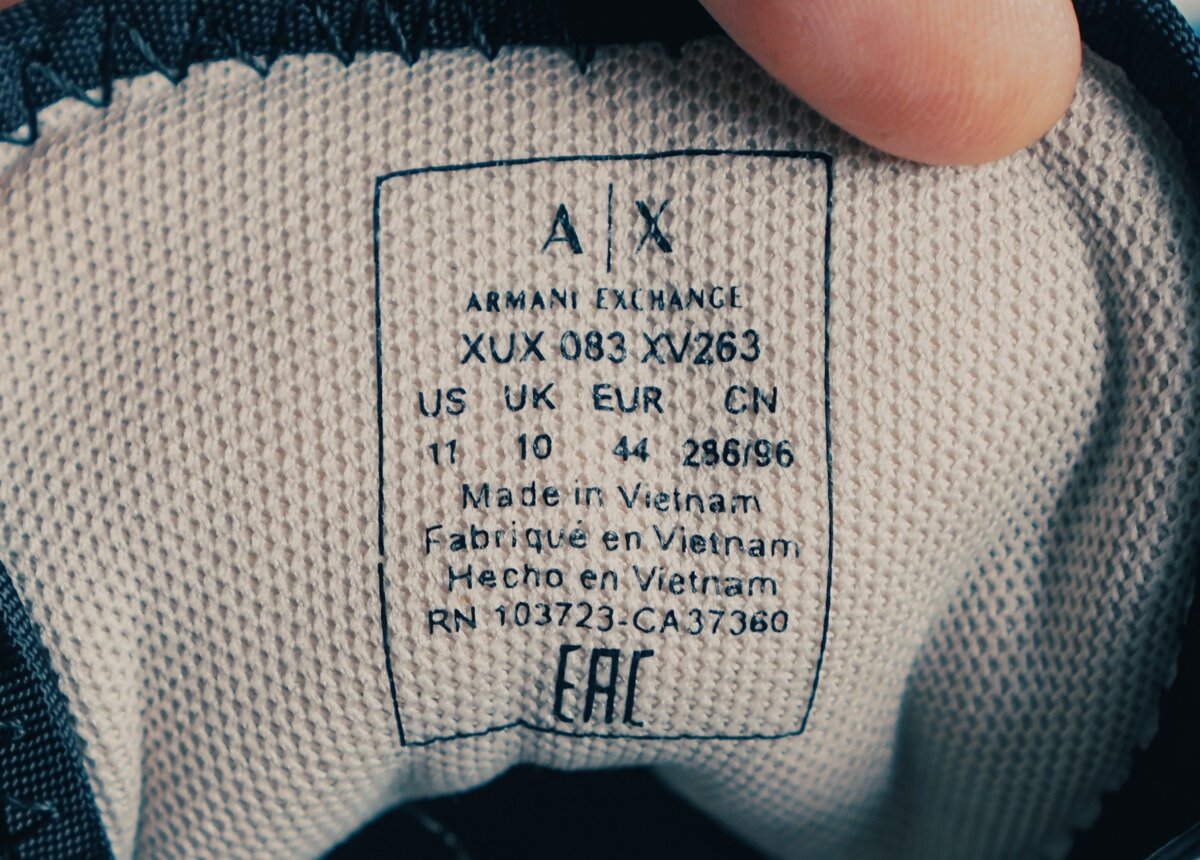 A|X
ARMANI EXCHANGE
XUX 083 XV263
US UK EUR CN
11 10 44 286/96
Made in Vietnam
Fabriqué en Vietnam
Hecho en Vietnam
RN 103723-CA37360
EAC